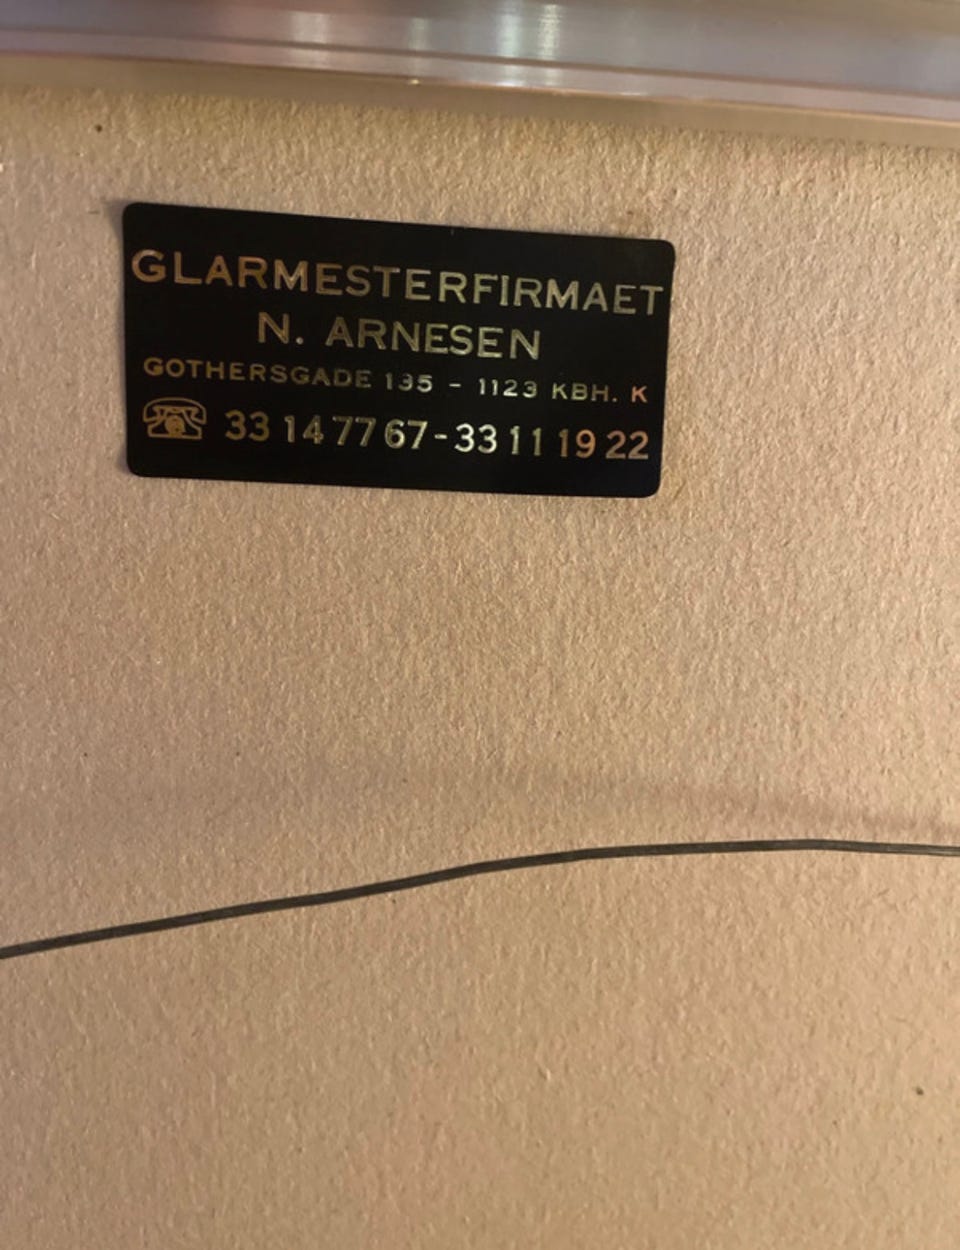 GLARMESTERFIRMAET
N. ARNESEN
GOTHERSGADE 135 - 1123 KBH. K
33 14 77 67 - 33 11 19 22